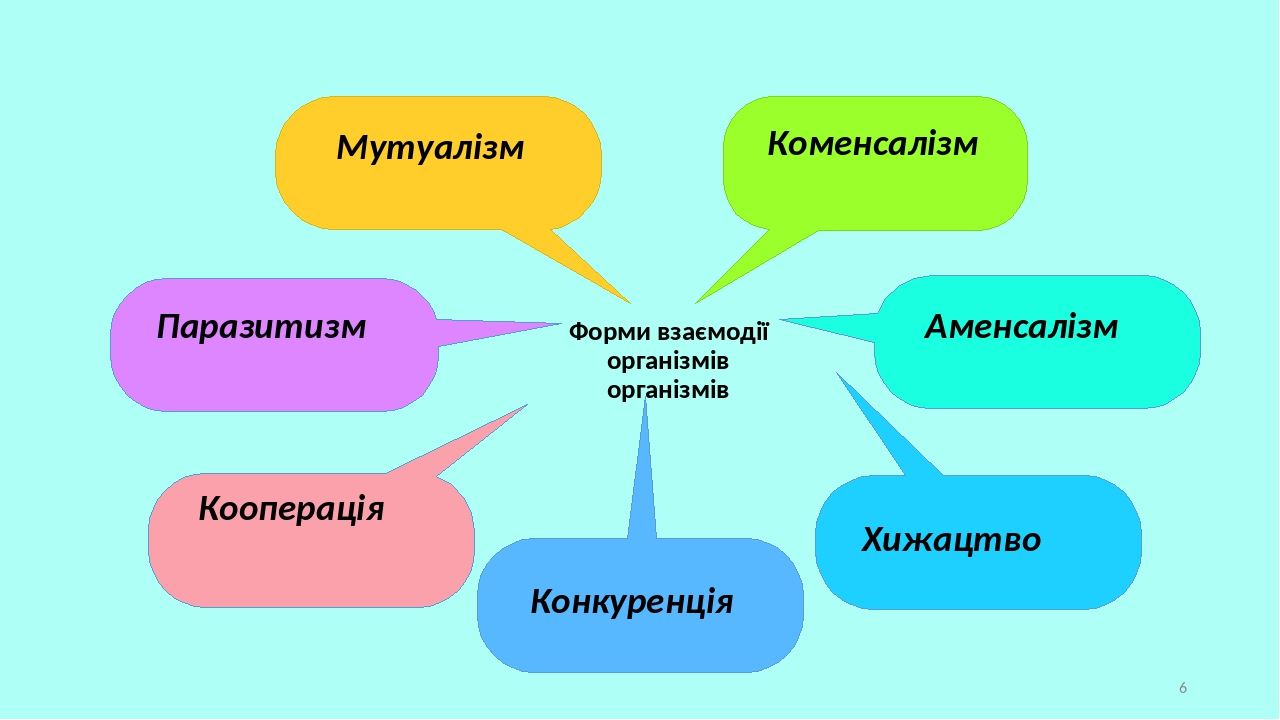 Мутуалізм
Коменсалізм
Паразитизм
Форми взаємодії
організмів
організмів
Аменсалізм
Кооперація
Хижацтво
Конкуренція
6